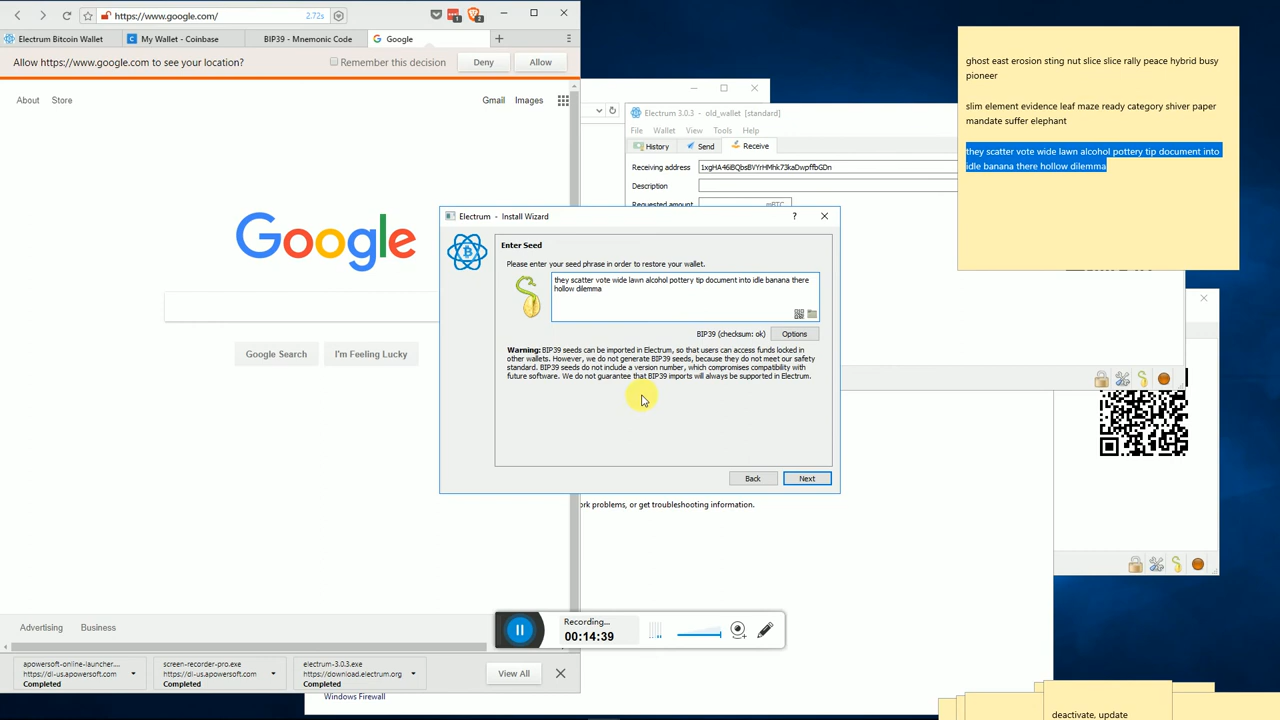 https://www.google.com/
2.72s
Electrum Bitcoin Wallet
My Wallet - Coinbase
BIP39 - Mnemonic Code
Google
Allow https://www.google.com to see your location?
Remember this decision
Deny
Allow
About
Store
Gmail
Images
Google
Google Search
I'm Feeling Lucky
Advertising
Business
apowersoft-online-launcher....
https://dl-us.apowersoft.com
Completed
screen-recorder-pro.exe
https://dl-us.apowersoft.com
Completed
electrum-3.0.3.exe
https://download.electrum.org
Completed
View All
Windows Firewall
Electrum 3.0.3 - old_wallet [standard]
File
Wallet
View
Tools
Help
History
Send
Receive
Receiving address
Description
Requested amount
mBTC
Electrum - Install Wizard
?
Enter Seed
Please enter your seed phrase in order to restore your wallet.
they scatter vote wide lawn alcohol pottery tip document into idle banana there
hollow dilemma
BIP39 (checksum: ok)
Options
Warning: BIP39 seeds can be imported in Electrum, so that users can access funds locked in
other wallets. However, we do not generate BIP39 seeds, because they do not meet our safety
standard. BIP39 seeds do not include a version number, which compromises compatibility with
future software. We do not guarantee that BIP39 imports will always be supported in Electrum.
Back
Next
ork problems, or get troubleshooting information.
Recording...
00:14:39
ghost east erosion sting nut slice slice rally peace hybrid busy
pioneer
slim element evidence leaf maze ready category shiver paper
mandate suffer elephant
they scatter vote wide lawn alcohol pottery tip document into
idle banana there hollow dilemma
deactivate, update